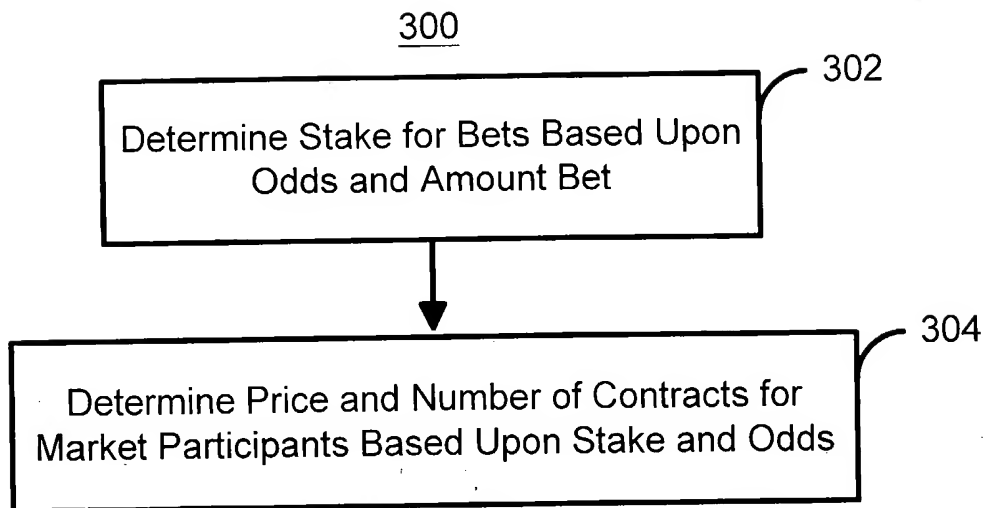 300
302
Determine Stake for Bets Based Upon
Odds and Amount Bet
304
Determine Price and Number of Contracts for
Market Participants Based Upon Stake and Odds